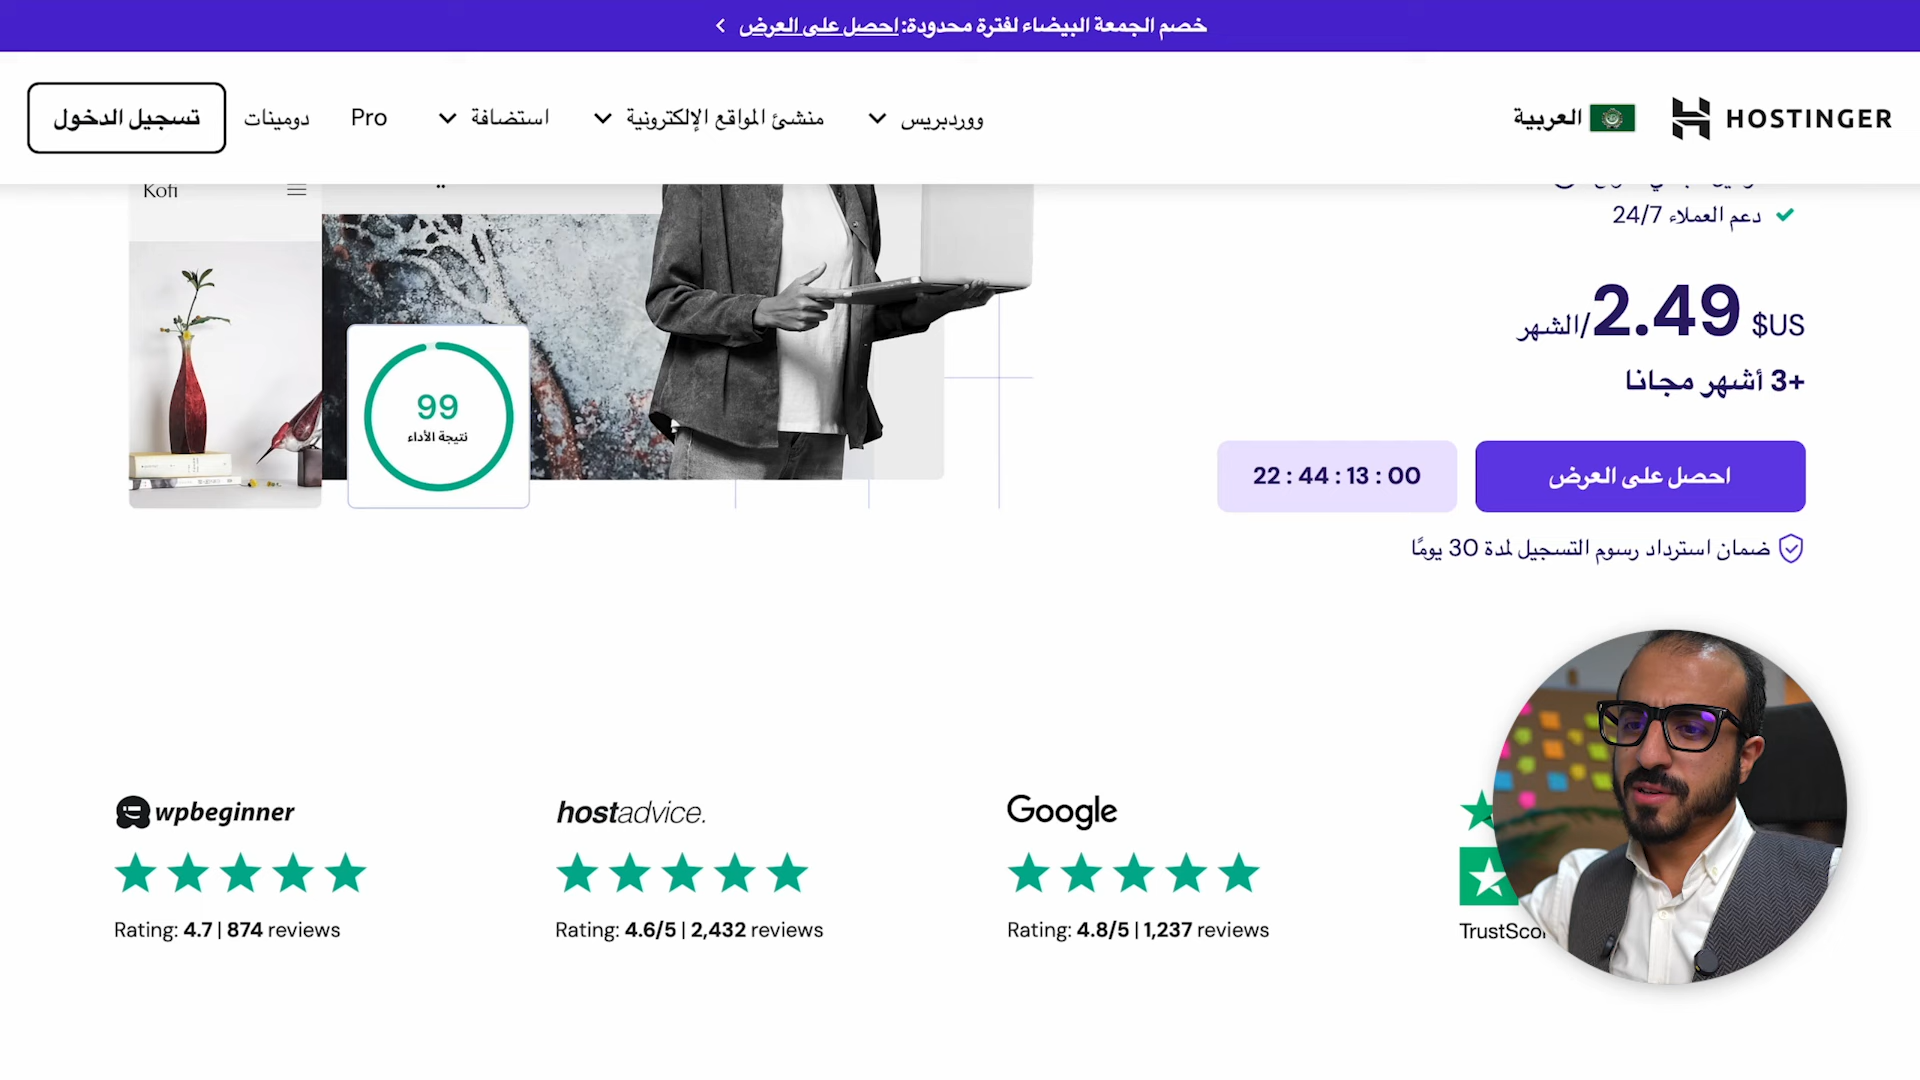 خصم الجمعة البيضاء لفترة محدودة: احصل على العرض
HOSTINGER
العربية
ووردبريس
منشئ المواقع الإلكترونية
استضافة
Pro
دومينات
تسجيل الدخول
Kofi
دعم العملاء 24/7
$US 2.49/الشهر
+3 أشهر مجانا
احصل على العرض
22 : 44 : 13 : 00
ضمان استرداد رسوم التسجيل لمدة 30 يومًا
99
نتيجة الأداء
wpbeginner
Rating: 4.7 | 874 reviews
hostadvice.
Rating: 4.6/5 | 2,432 reviews
Google
Rating: 4.8/5 | 1,237 reviews